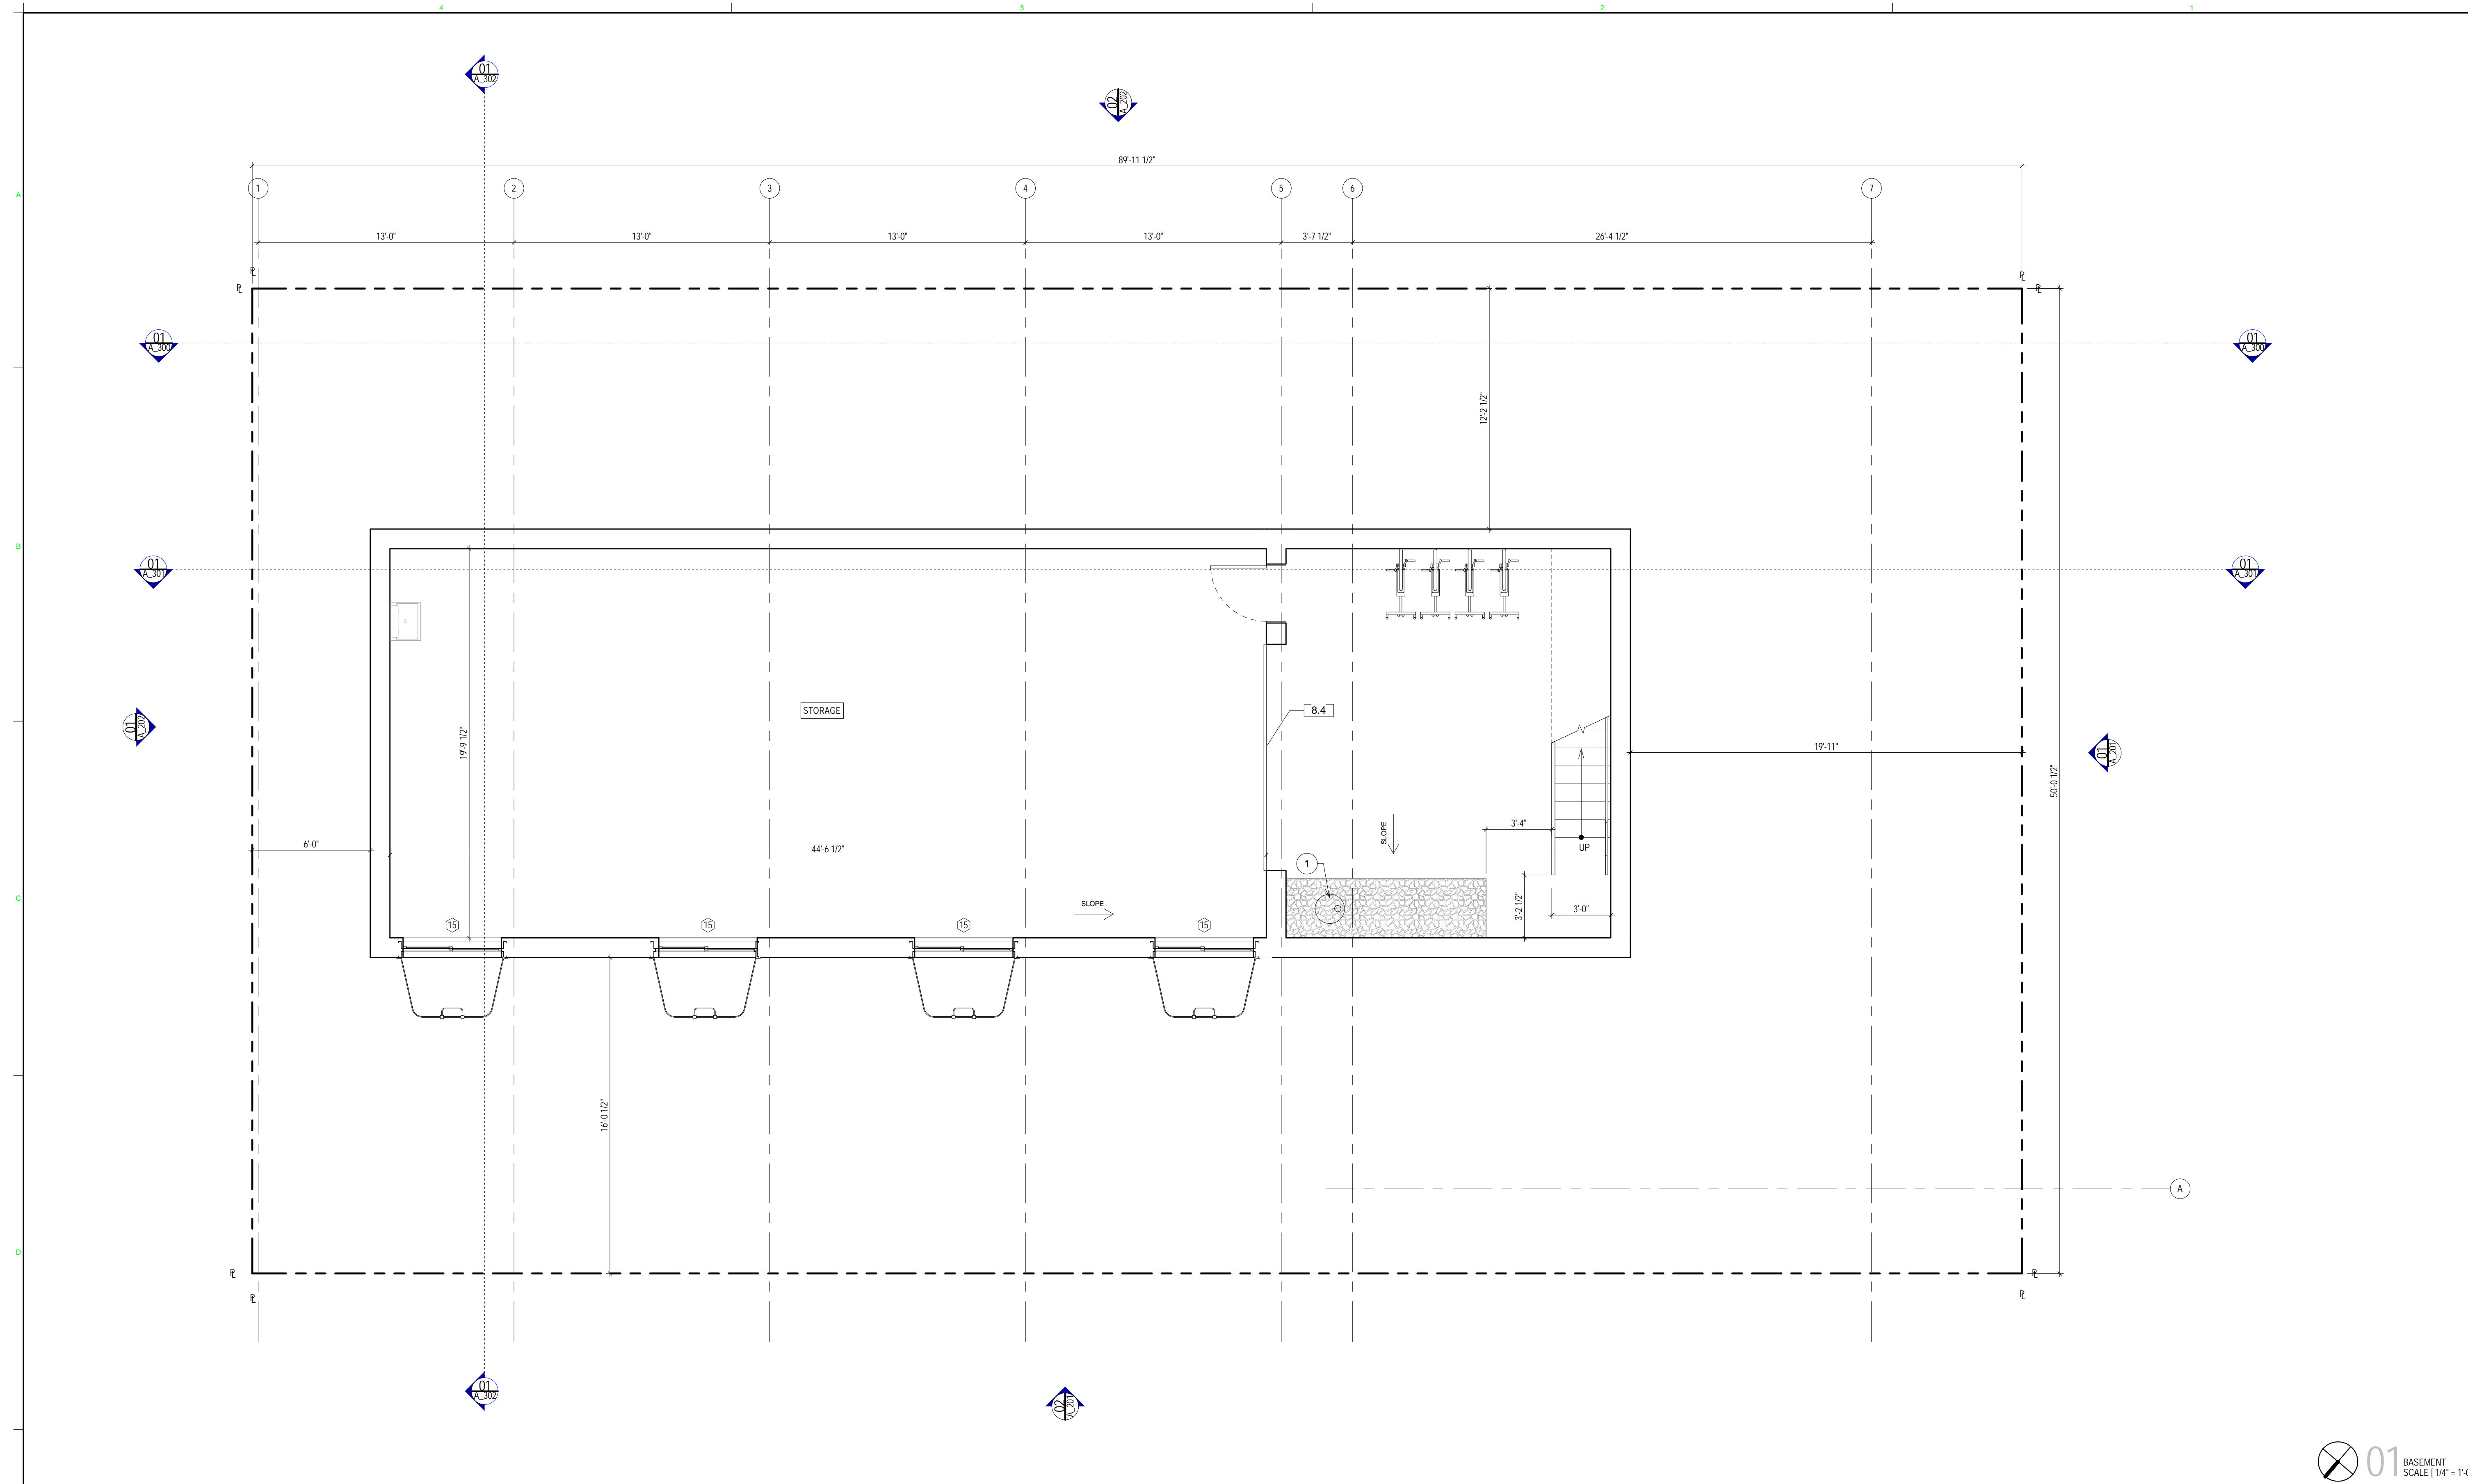 4 3 2 1
01
A_302
02
A_202
89'-11 1/2"
1 2 3 4 5 6 7
A
13'-0" 13'-0" 13'-0" 13'-0" 3'-7 1/2" 26'-4 1/2"
PL PL
PL PL
01
A_300
01
A_300
12'-2 1/2"
B
01
A_301
01
A_301
STORAGE
8.4
01
A_202
19'-9 1/2"
19'-11"
01
A_201
50'-0 1/2"
3'-4"
SLOPE
6'-0"
44'-6 1/2"
UP
1
C
SLOPE
3'-2 1/2"
3'-0"
15 15 15 15
16'-0 1/2"
A
D
PL PL
PL PL
01
A_302
02
A_201
01
BASEMENT
SCALE [ 1/4" = 1'-0